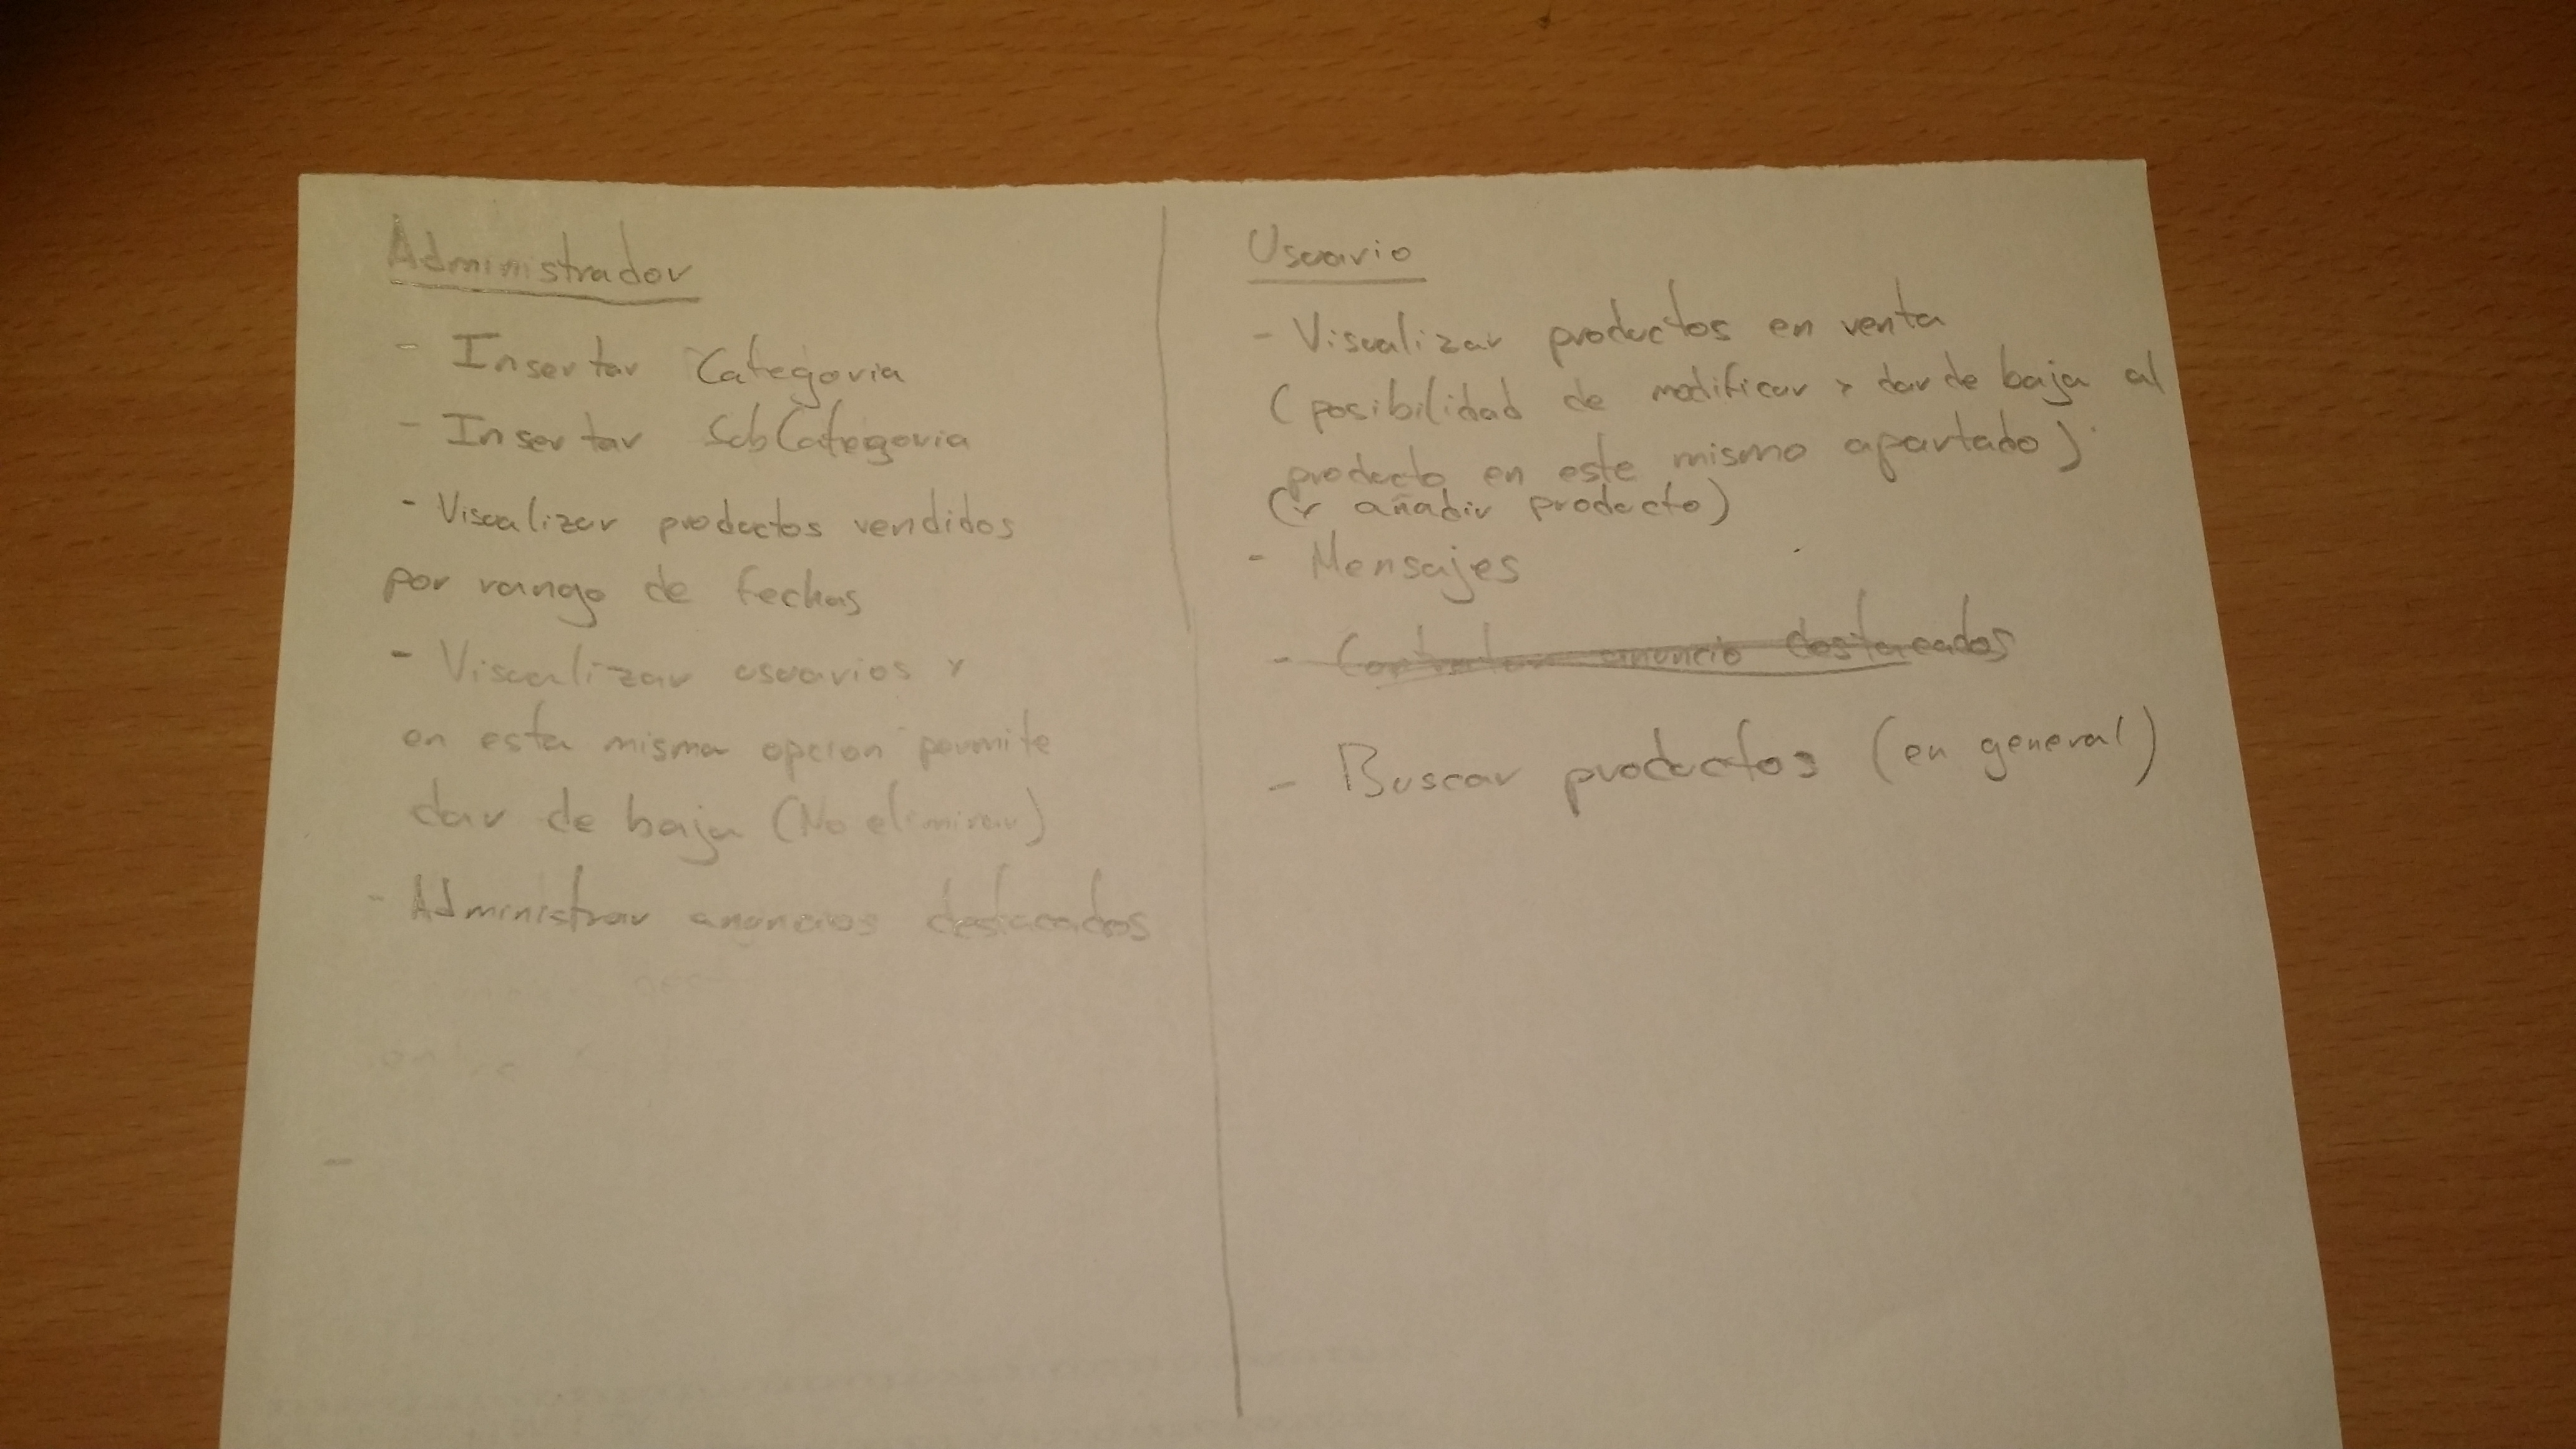 Administrador
- Insertar Categoria
- Insertar SubCategoria
- Visualizar productos vendidos
por rango de fechas
- Visualizar usuarios y
en esta misma opcion permite
dar de baja (No eliminar)
- Administrar anuncios destacados
-
Usuario
- Visualizar productos en venta
(posibilidad de modificar y dar de baja al
producto en este mismo apartado)
(y añadir producto)
- Mensajes
- Contratar anuncio destacados
- Buscar productos (en general)